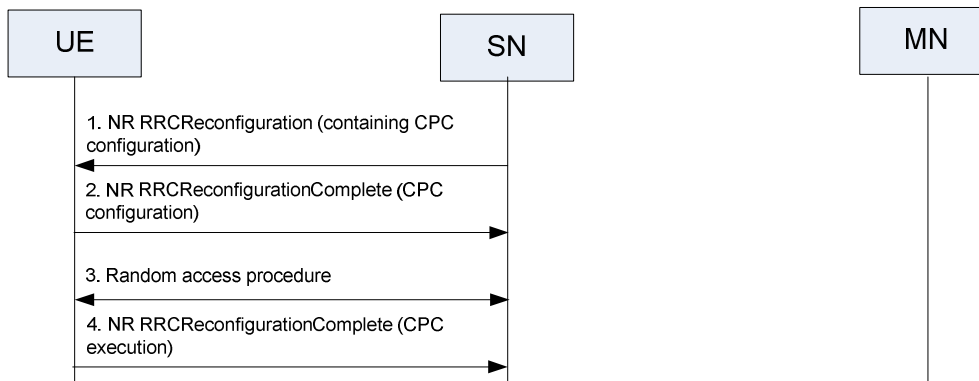 UE
SN
MN
1. NR RRCReconfiguration (containing CPC
configuration)
2. NR RRCReconfigurationComplete (CPC
configuration)
3. Random access procedure
4. NR RRCReconfigurationComplete (CPC
execution)